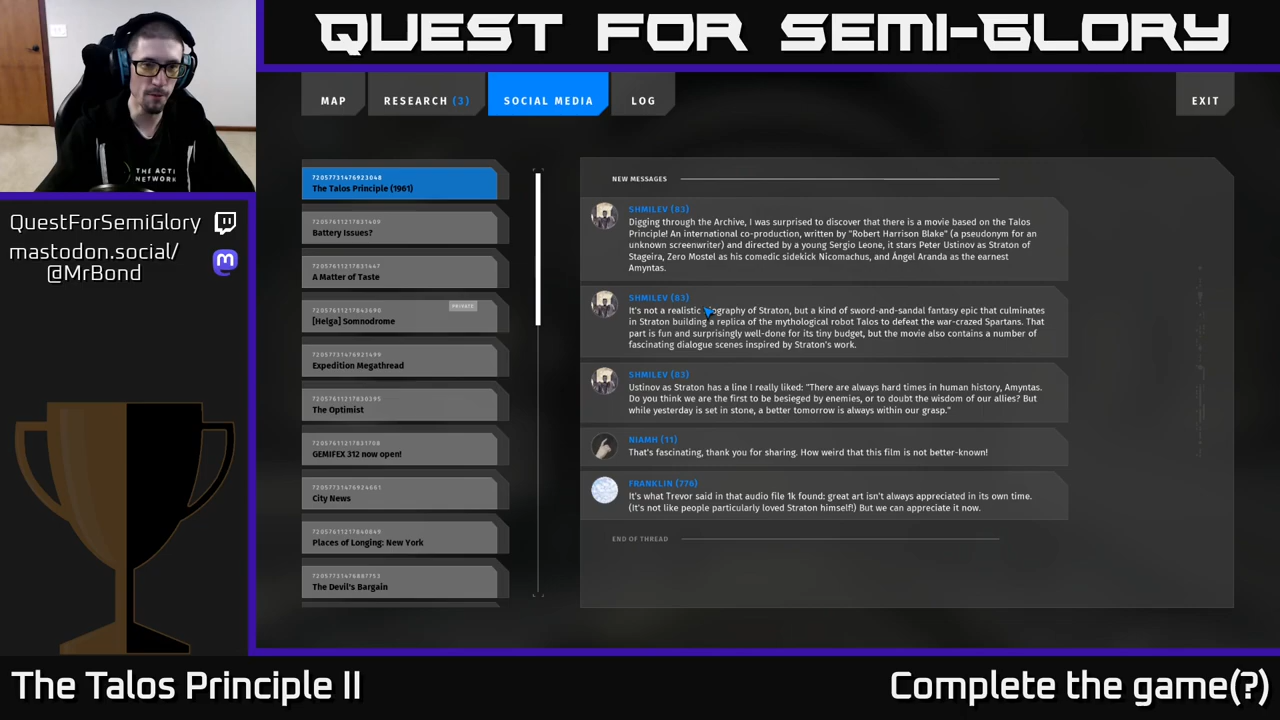 QUEST FOR SEMI-GLORY
MAP
RESEARCH (3)
SOCIAL MEDIA
LOG
EXIT
THE ACTI
NETWORK
QuestForSemiGlory
mastodon.social/
@MrBond
72057731476923048
The Talos Principle (1961)
Battery Issues?
A Matter of Taste
PRIVATE
[Helga] Somnodrome
Expedition Megathread
The Optimist
GEMIFEX 312 now open!
City News
Places of Longing: New York
The Devil's Bargain
NEW MESSAGES
SHMILEV (83)
Digging through the Archive, I was surprised to discover that there is a movie based on the Talos
Principle! An international co-production, written by "Robert Harrison Blake" (a pseudonym for an
unknown screenwriter) and directed by a young Sergio Leone, it stars Peter Ustinov as Straton of
Stageira, Zero Mostel as his comedic sidekick Nicomachus, and Ángel Aranda as the earnest
Amyntas.
SHMILEV (83)
It's not a realistic biography of Straton, but a kind of sword-and-sandal fantasy epic that culminates
in Straton building a replica of the mythological robot Talos to defeat the war-crazed Spartans. That
part is fun and surprisingly well-done for its tiny budget, but the movie also contains a number of
fascinating dialogue scenes inspired by Straton's work.
SHMILEV (83)
Ustinov as Straton has a line I really liked: "There are always hard times in human history, Amyntas.
Do you think we are the first to be besieged by enemies, or to doubt the wisdom of our allies? But
while yesterday is set in stone, a better tomorrow is always within our grasp."
NIAMH (11)
That's fascinating, thank you for sharing. How weird that this film is not better-known!
FRANKLIN (776)
It's what Trevor said in that audio file 1k found: great art isn't always appreciated in its own time.
(It's not like people particularly loved Straton himself!) But we can appreciate it now.
END OF THREAD
The Talos Principle II
Complete the game(?)